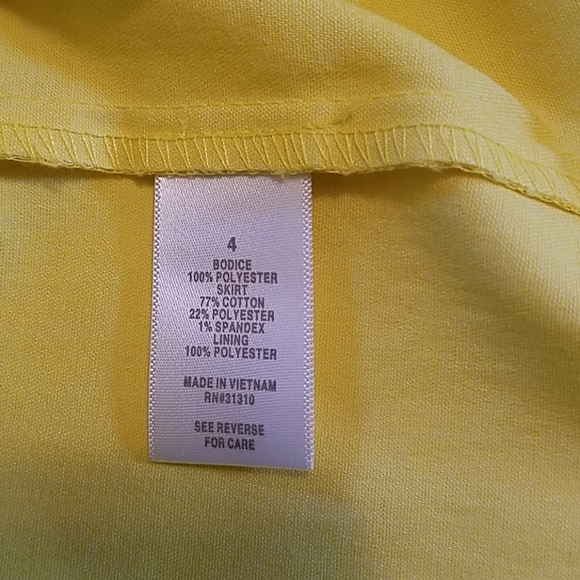 4
BODICE
100% POLYESTER
SKIRT
77% COTTON
22% POLYESTER
1% SPANDEX
LINING
100% POLYESTER
MADE IN VIETNAM
RN#31310
SEE REVERSE
FOR CARE